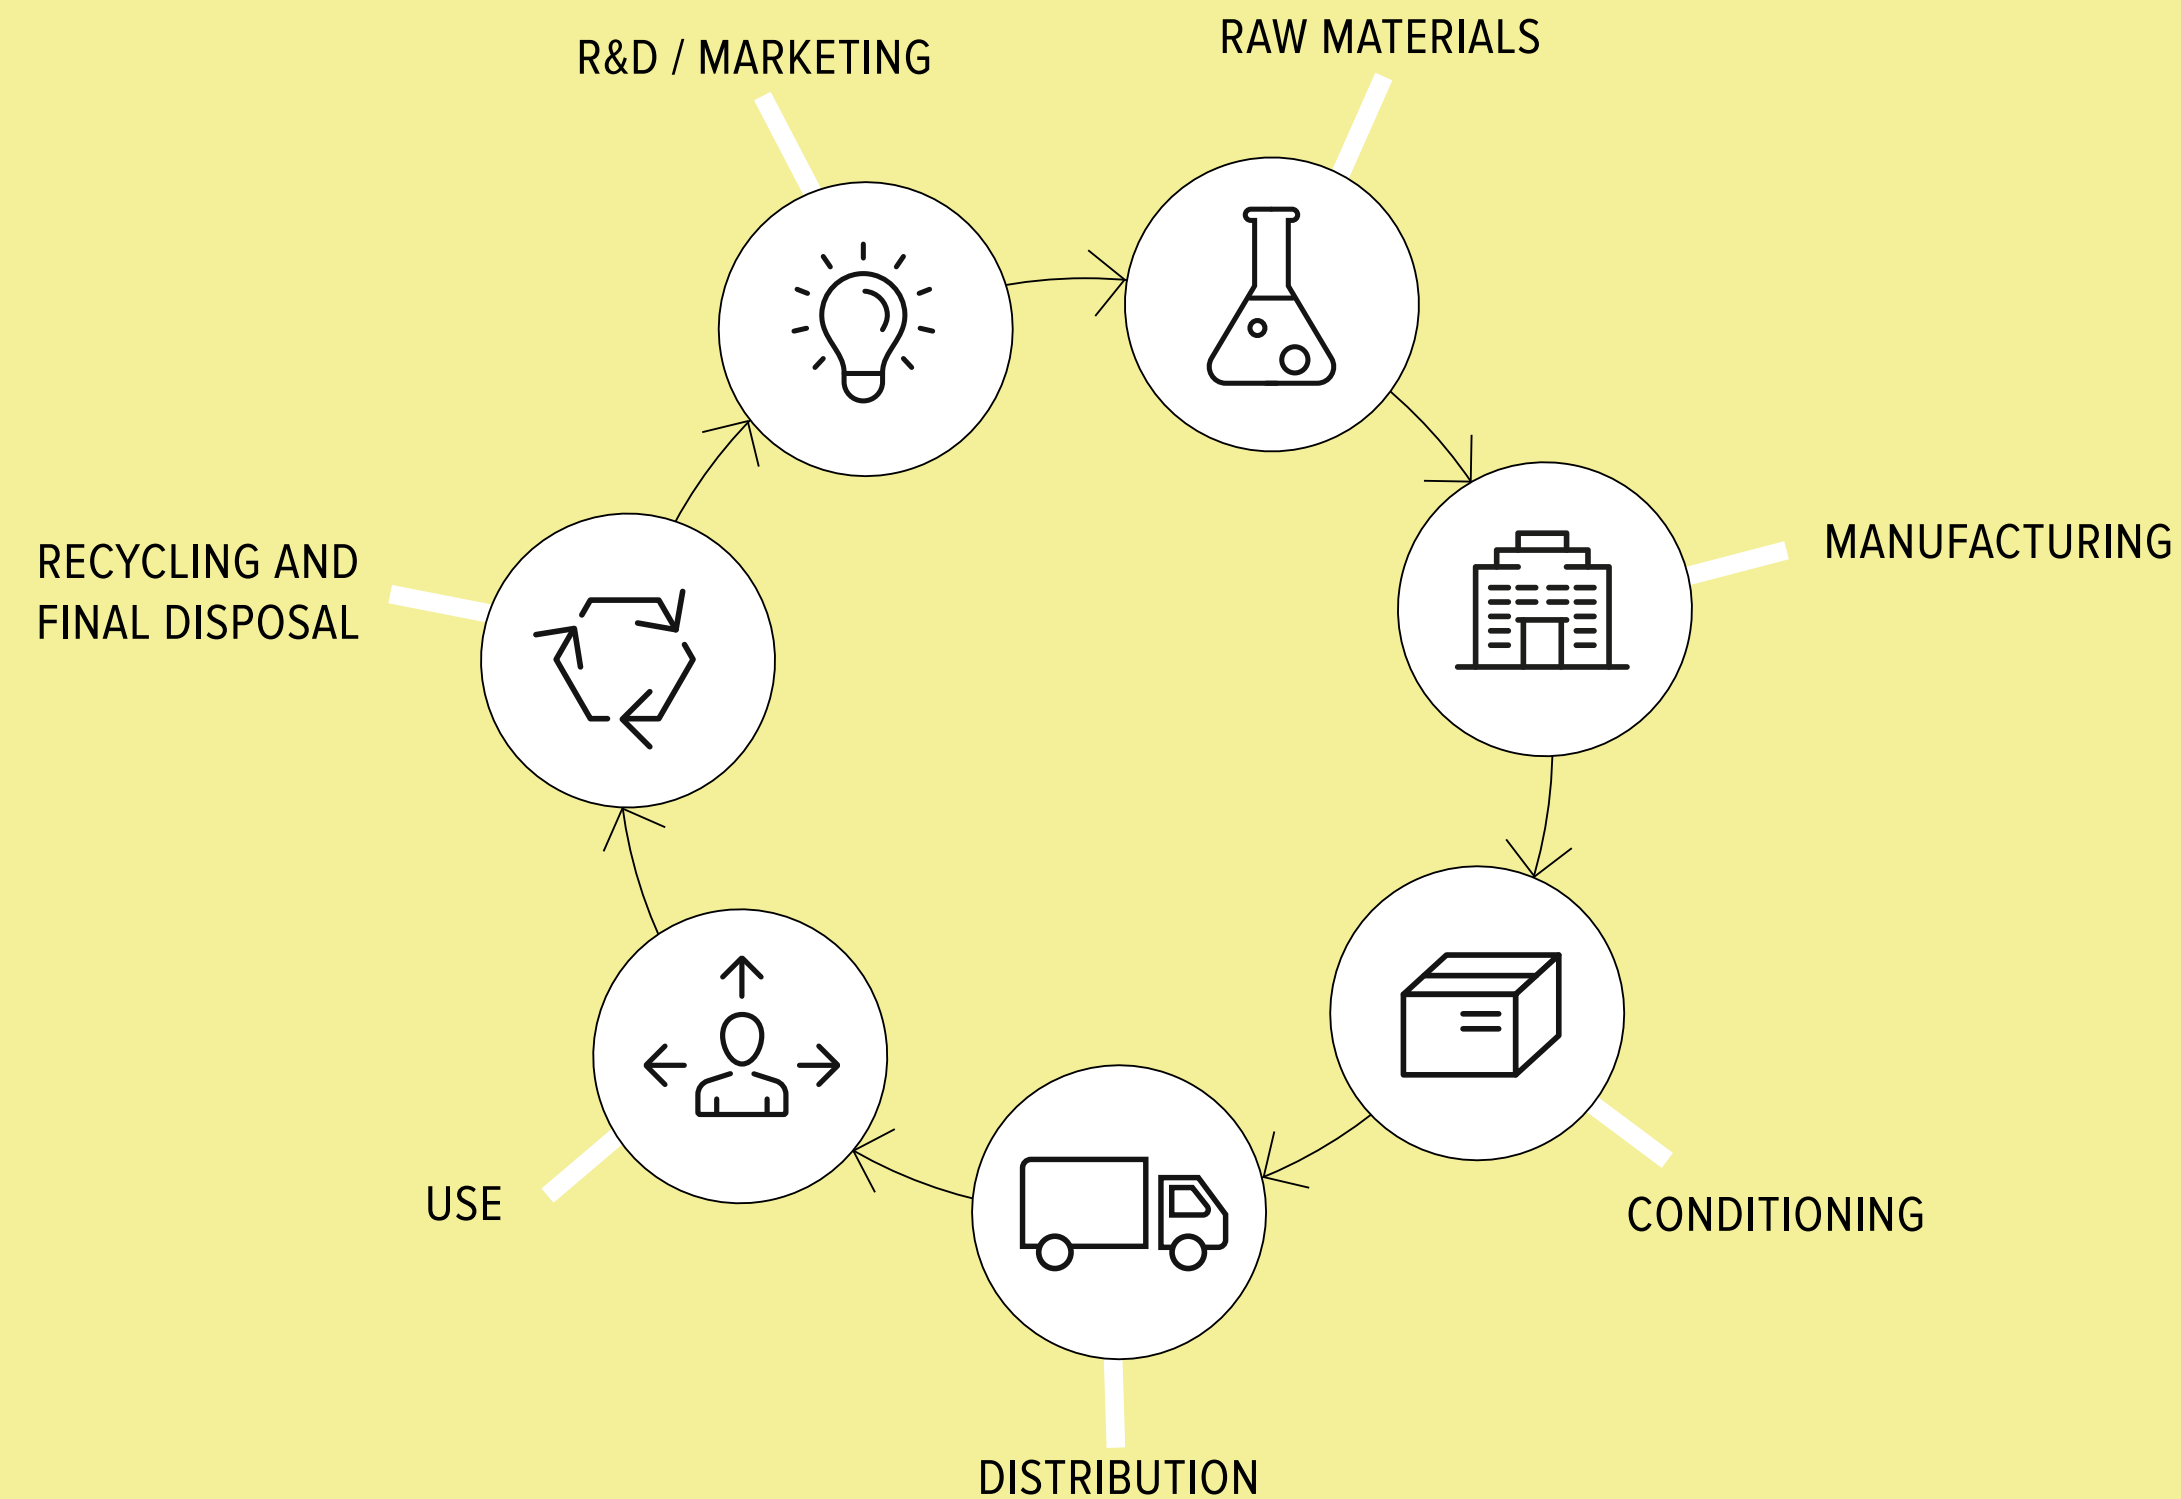 R&D / MARKETING
RAW MATERIALS
MANUFACTURING
CONDITIONING
DISTRIBUTION
USE
RECYCLING AND
FINAL DISPOSAL